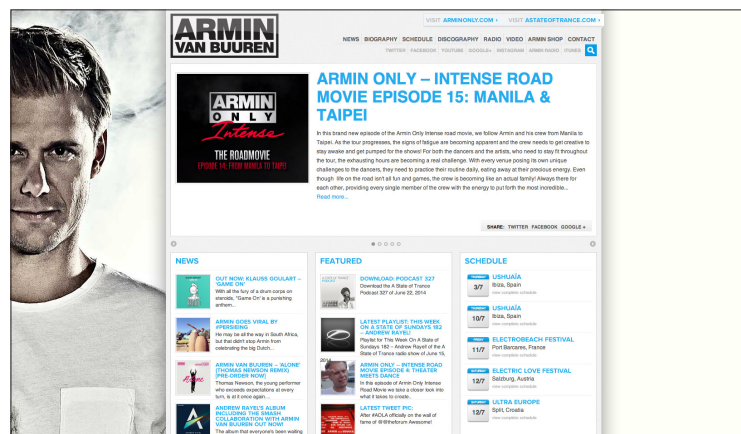 VISIT ARMINONLY.COM VISIT ASTATEOFTRANCE.COM
ARMIN
VAN BUUREN
NEWS BIOGRAPHY SCHEDULE DISCOGRAPHY RADIO VIDEO ARMIN SHOP CONTACT
TWITTER FACEBOOK YOUTUBE GOOGLE+ INSTAGRAM ARMIN RADIO ITUNES
ARMIN
ONLY
Intense
THE ROADMOVIE
EPISODE 14: FROM MANILA TO TAIPEI
ARMIN ONLY – INTENSE ROAD
MOVIE EPISODE 15: MANILA &
TAIPEI
In this brand new episode of the Armin Only Intense road movie, we follow Armin and his crew from Manila to
Taipei. As the tour progresses, the signs of fatigue are becoming apparent and the crew needs to get creative to
stay awake and get pumped for the shows! For both the dancers and the artists, who need to stay fit throughout
the tour, the exhausting hours are becoming a real challenge. With every venue posing its own unique
challenges to the dancers, they need to practice their routine daily, eating away at their precious energy. Even
though life on the road isn't all fun and games, the crew is becoming like an actual family! Always there for
each other, providing every single member of the crew with the energy to put forth the most incredible...
Read more...
SHARE: TWITTER FACEBOOK GOOGLE +
NEWS
OUT NOW: KLAUSS GOULART –
'GAME ON'
With all the fury of a drum corps on
steroids, "Game On' is a punishing
anthem...
ARMIN GOES VIRAL BY
#PERSIDING
He may be all the way in South Africa,
but that didn't stop Armin from
celebrating the big Dutch...
ARMIN VAN BUUREN – 'ALONE'
(THOMAS NEWSON REMIX)
[PRE-ORDER NOW]
Thomas Newson, the young performer
who exceeds expectations at every
turn, is at it once again....
ANDREW RAYEL'S ALBUM
INCLUDING THE SMASH
COLLABORATION WITH ARMIN
VAN BUUREN OUT NOW!
The album that everyone's been waiting
FEATURED
DOWNLOAD: PODCAST 327
Download the A State of Trance
Podcast 327 of June 22, 2014
LATEST PLAYLIST: THIS WEEK
ON A STATE OF SUNDAYS 182
– ANDREW RAYEL!
Playlist for This Week On A State of
Sundays 182 – Andrew Rayell of the A
State of Trance radio show of June 15,
2014
ARMIN ONLY – INTENSE ROAD
MOVIE EPISODE 4: THEATER
MEETS DANCE
In this episode of Armin Only Intense
Road Movie we take a closer look into
what it takes to create..
LATEST TWEET PIC:
After #AOLA officially on the wall of
fame of @@theforum Awesome!
SCHEDULE
THURSDAY
3/7
USHUAÏA
Ibiza, Spain
view complete schedule
THURSDAY
10/7
USHUAÏA
Ibiza, Spain
view complete schedule
FRIDAY
11/7
ELECTROBEACH FESTIVAL
Port Barcares, France
view complete schedule
SATURDAY
12/7
ELECTRIC LOVE FESTIVAL
Salzburg, Austria
view complete schedule
SATURDAY
12/7
ULTRA EUROPE
Split, Croatia
view complete schedule